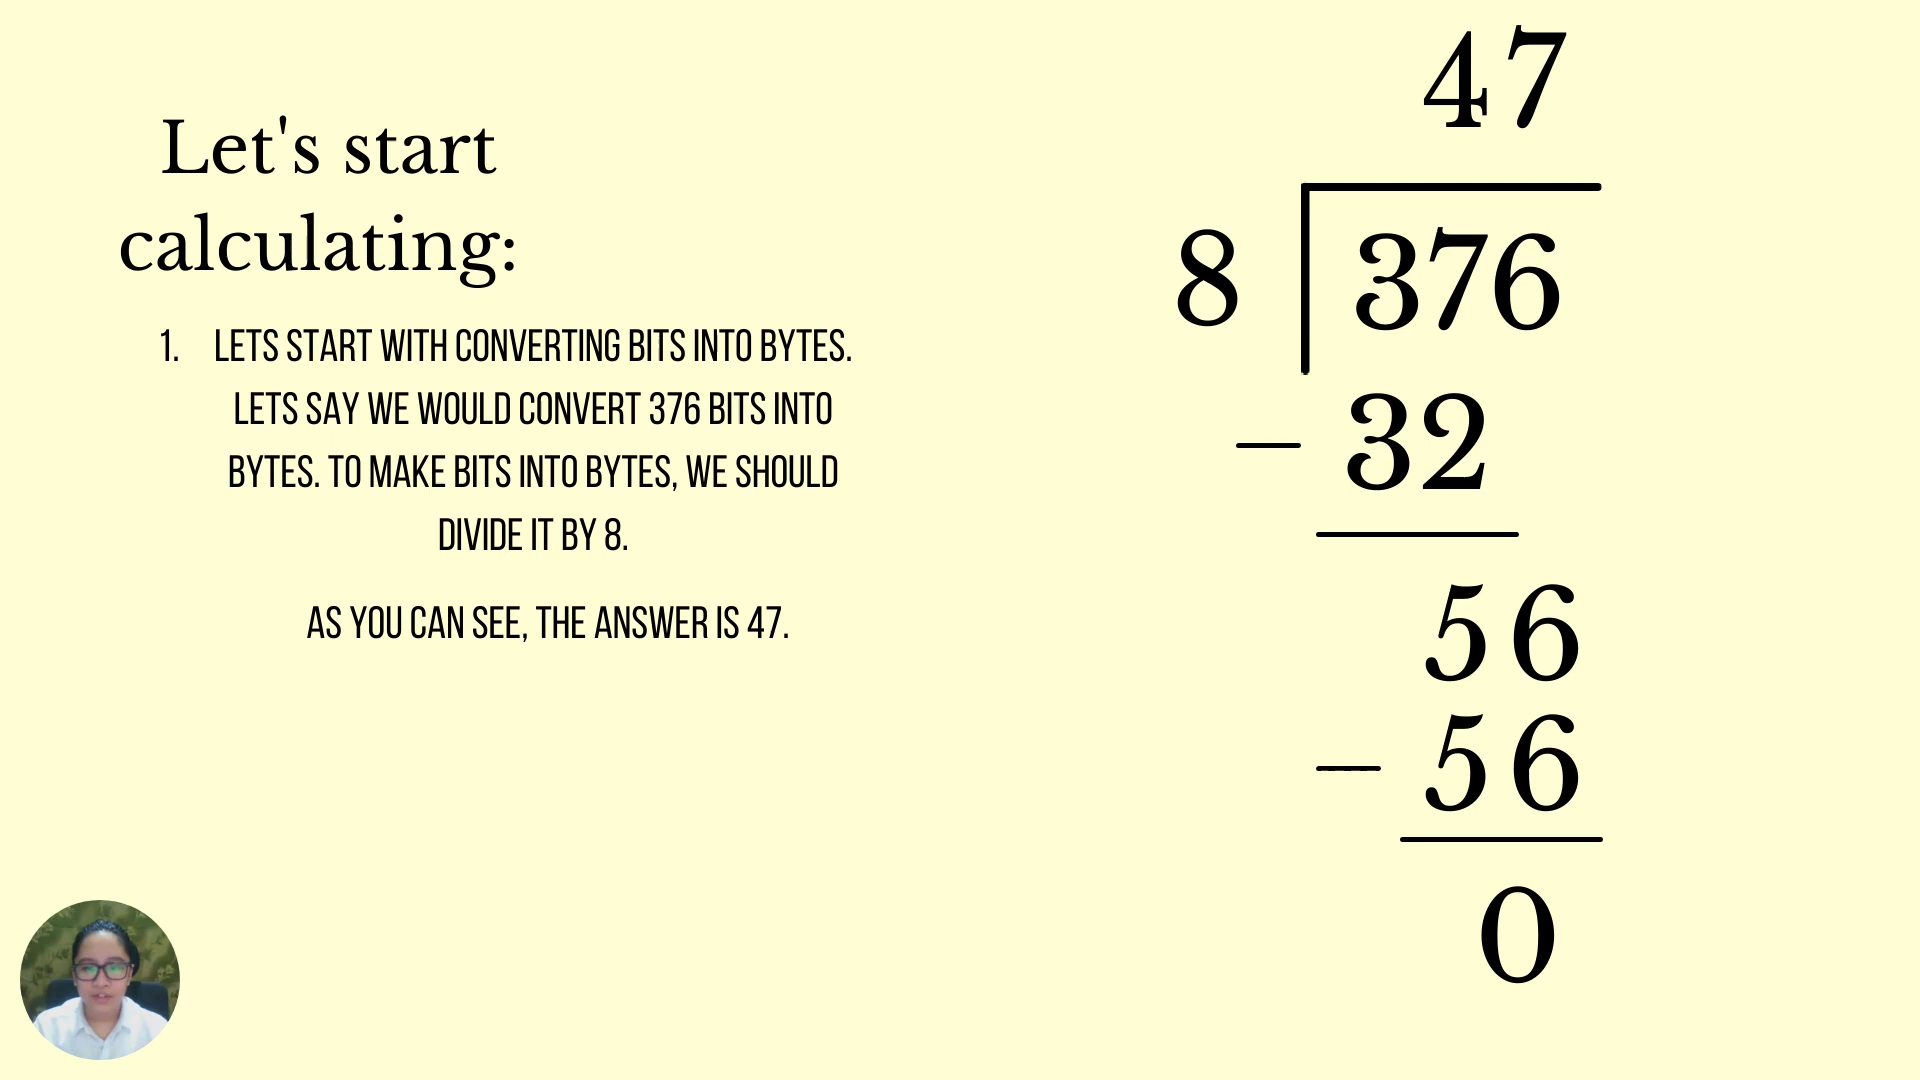 Let's start
calculating:
1. LETS START WITH CONVERTING BITS INTO BYTES.
LETS SAY WE WOULD CONVERT 376 BITS INTO
BYTES. TO MAKE BITS INTO BYTES, WE SHOULD
DIVIDE IT BY 8.
AS YOU CAN SEE, THE ANSWER IS 47.
47
8 376
– 32
56
– 56
0